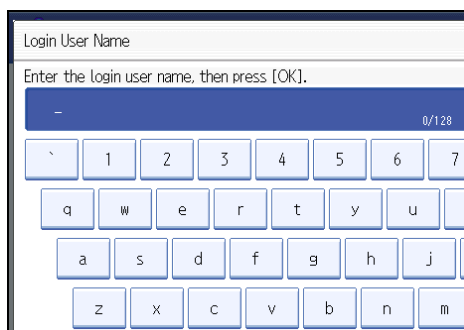 Login User Name
Enter the login user name, then press [OK].
_
0/128
` 1 2 3 4 5 6 7
q w e r t y u
a s d f g h j
z x c v b n m